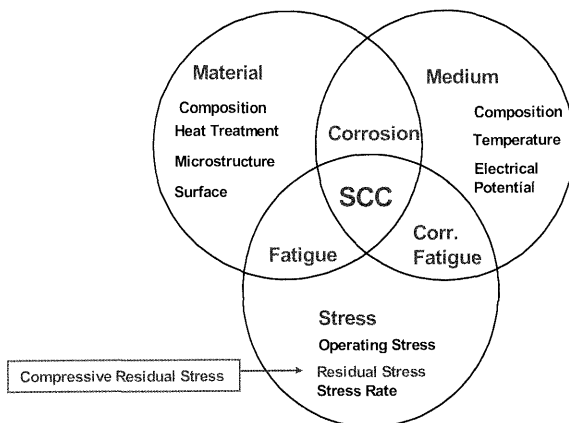 Material
Composition
Heat Treatment
Microstructure
Surface
Medium
Composition
Temperature
Electrical
Potential
Corrosion
SCC
Fatigue
Corr.
Fatigue
Stress
Operating Stress
Residual Stress
Stress Rate
Compressive Residual Stress